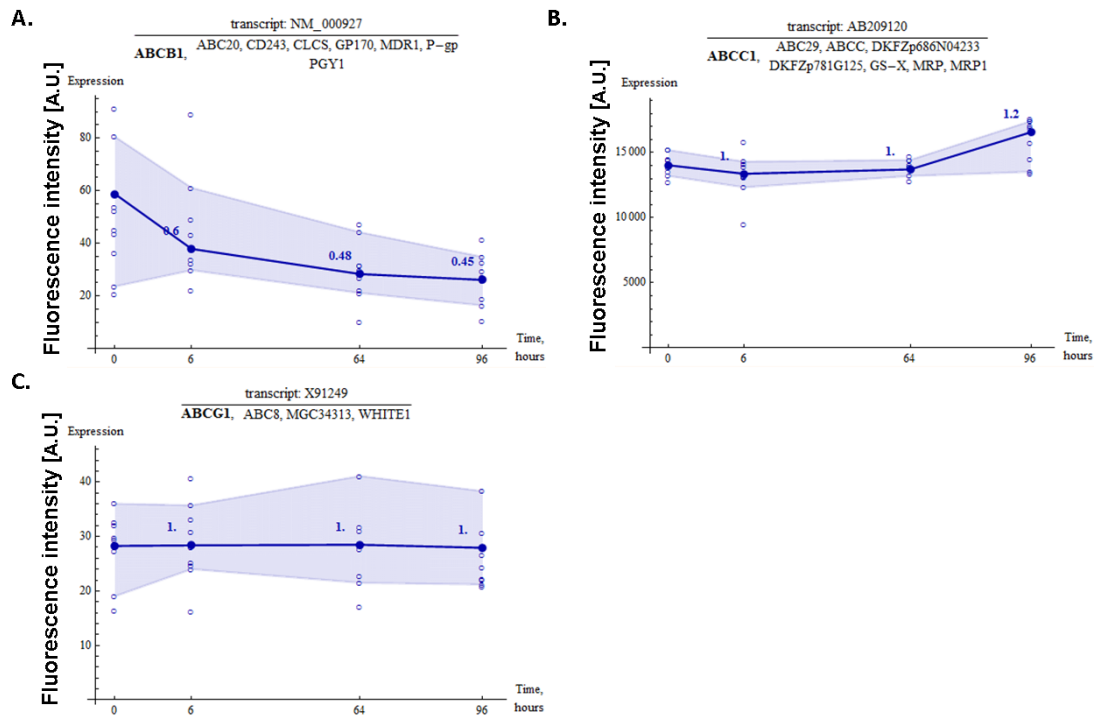 A.
transcript: NM_000927
ABCB1, ABC20, CD243, CLCS, GP170, MDR1, P-gp
PGY1
Expression
Fluorescence intensity [A.U.]
80
60
40
20
0.6
0.48
0.45
0
6
64
96
Time,
hours
B.
transcript: AB209120
ABCC1, ABC29, ABCC, DKFZp686N04233
DKFZp781G125, GS-X, MRP, MRP1
Expression
Fluorescence intensity [A.U.]
15000
10000
5000
1.
1.
1.2
0
6
64
96
Time,
hours
C.
transcript: X91249
ABCG1, ABC8, MGC34313, WHITE1
Expression
Fluorescence intensity [A.U.]
40
30
20
10
1.
1.
1.
0
6
64
96
Time,
hours